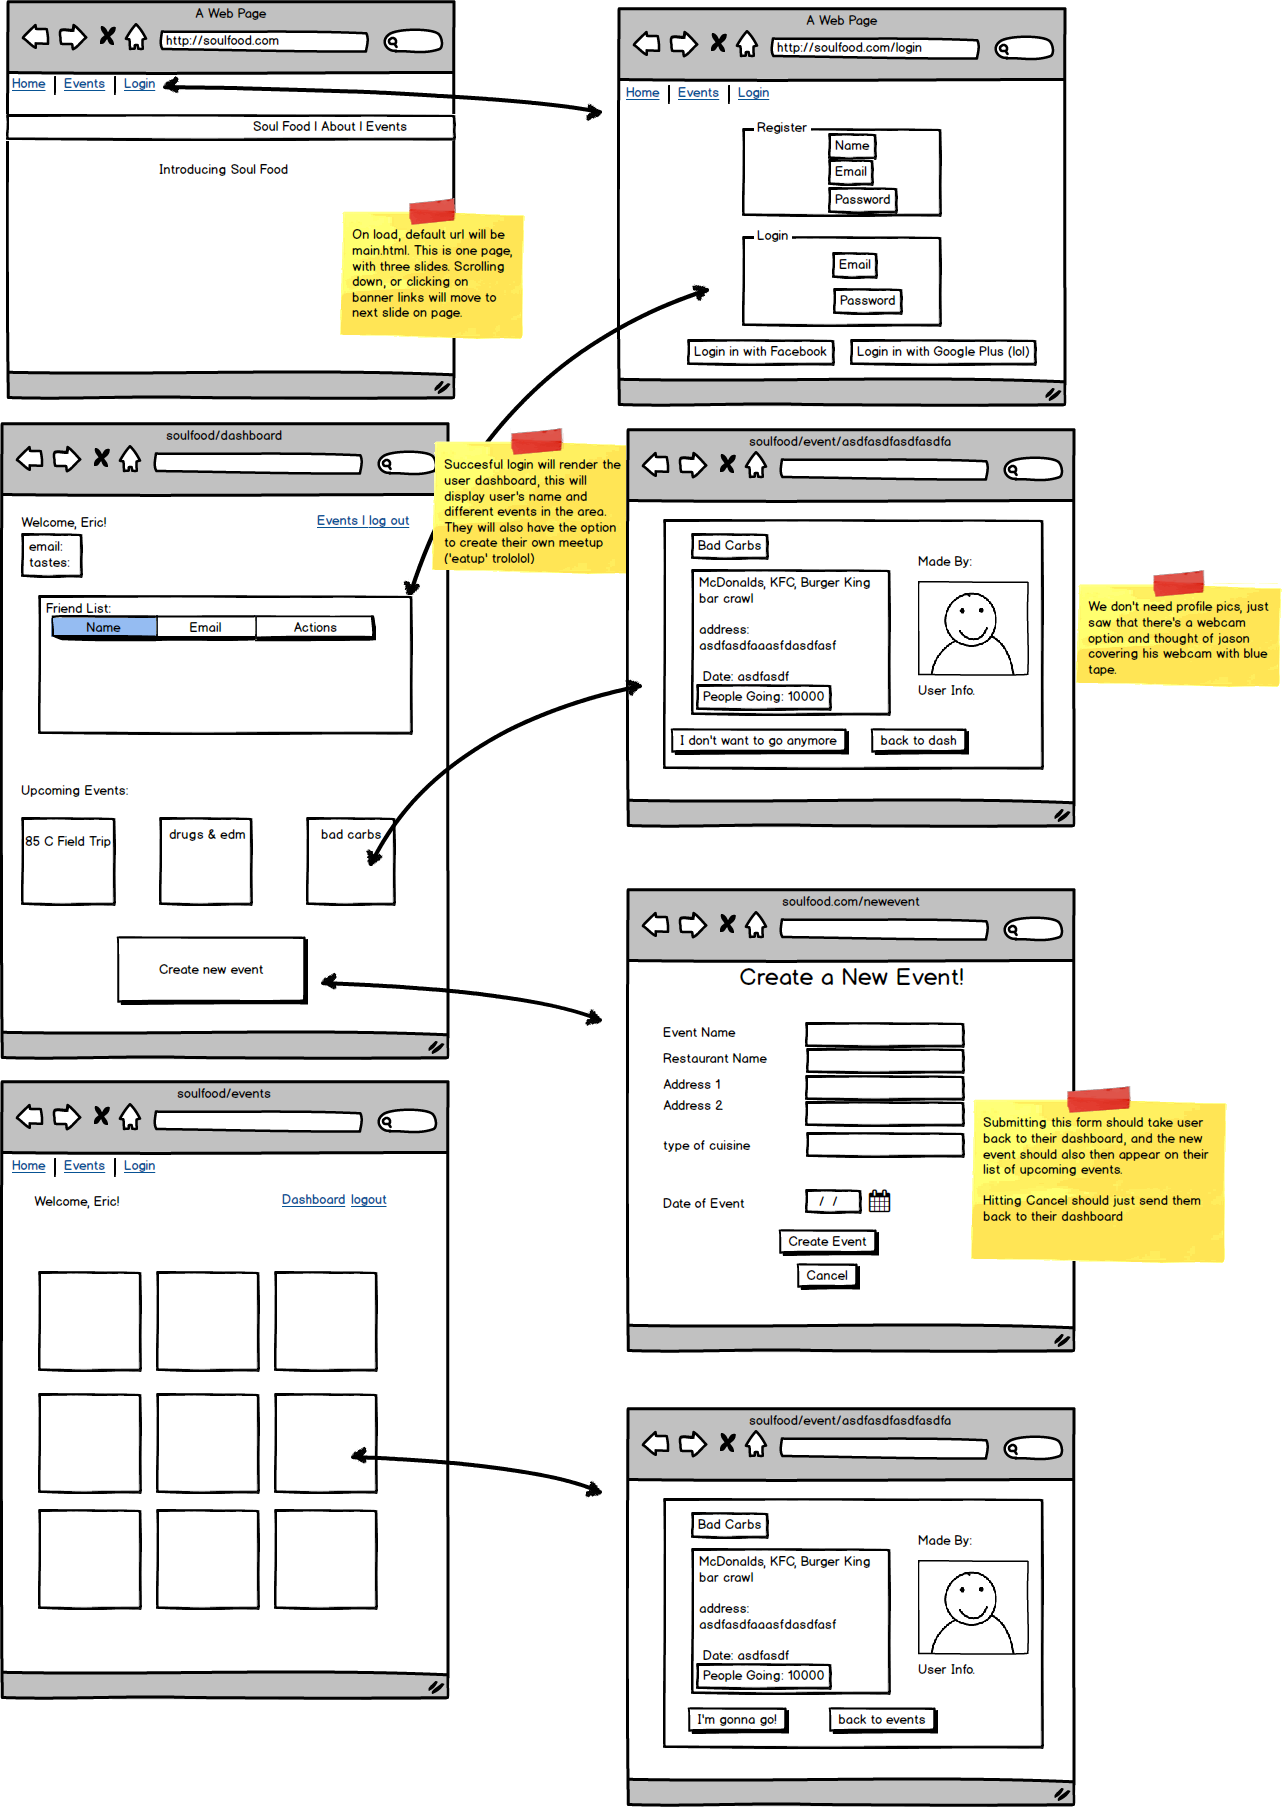 A Web Page
http://soulfood.com
Home | Events | Login
Soul Food | About | Events
Introducing Soul Food
On load, default url will be
main.html. This is one page,
with three slides. Scrolling
down, or clicking on
banner links will move to
next slide on page.
A Web Page
http://soulfood.com/login
Home | Events | Login
Register
Name
Email
Password
Login
Email
Password
Login in with Facebook
Login in with Google Plus (lol)
soulfood/dashboard
Welcome, Eric!
Events | log out
email:
tastes:
Friend List:
Name Email Actions
Upcoming Events:
85 C Field Trip
drugs & edm
bad carbs
Create new event
Succesful login will render the
user dashboard, this will
display user's name and
different events in the area.
They will also have the option
to create their own meetup
('eatup' trololol)
soulfood/event/asdfasdfasdfasdfa
Bad Carbs
McDonalds, KFC, Burger King
bar crawl
address:
asdfasdfaaasfdasdfasf
Date: asdfasdf
People Going: 10000
Made By:
User Info.
I don't want to go anymore
back to dash
We don't need profile pics, just
saw that there's a webcam
option and thought of jason
covering his webcam with blue
tape.
soulfood.com/newevent
Create a New Event!
Event Name
Restaurant Name
Address 1
Address 2
type of cuisine
Date of Event
/ /
Create Event
Cancel
Submitting this form should take user
back to their dashboard, and the new
event should also then appear on their
list of upcoming events.
Hitting Cancel should just send them
back to their dashboard
soulfood/events
Home | Events | Login
Welcome, Eric!
Dashboard logout
soulfood/event/asdfasdfasdfasdfa
Bad Carbs
McDonalds, KFC, Burger King
bar crawl
address:
asdfasdfaaasfdasdfasf
Date: asdfasdf
People Going: 10000
Made By:
User Info.
I'm gonna go!
back to events